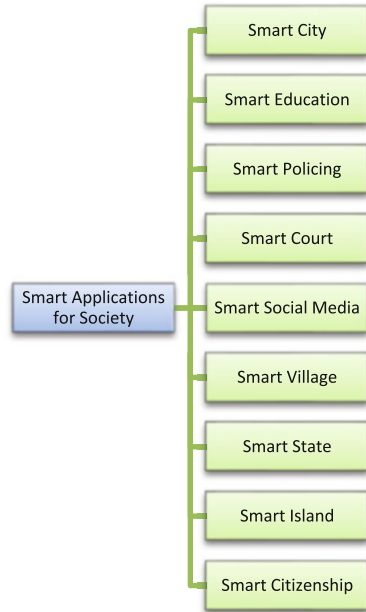 Smart City
Smart Education
Smart Policing
Smart Court
Smart Applications
for Society
Smart Social Media
Smart Village
Smart State
Smart Island
Smart Citizenship